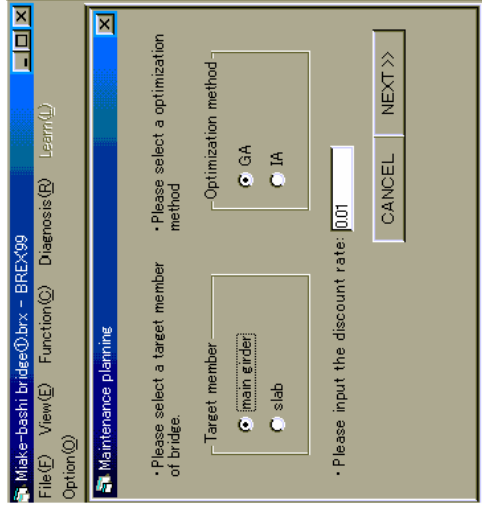 Miake-bashi bridge①.brx - BREX'99
File(F) View(E) Function(C) Diagnosis(R) Learn(L)
Option(O)
Maintenance planning
・Please select a target member
of bridge.
Target member
main girder
slab
・Please select a optimization
method
Optimization method
GA
IA
・Please input the discount rate: 0.01
CANCEL NEXT >>